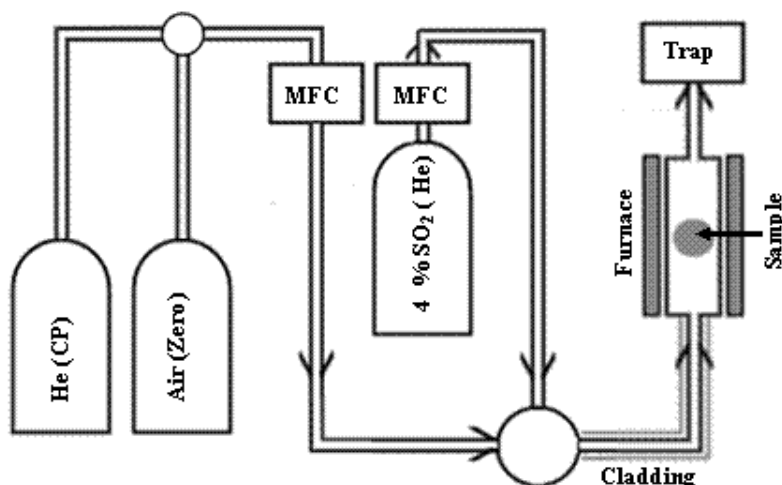 MFC
MFC
Trap
He (CP)
Air (Zero)
4 %SO₂ ( He)
Furnace
Sample
Cladding